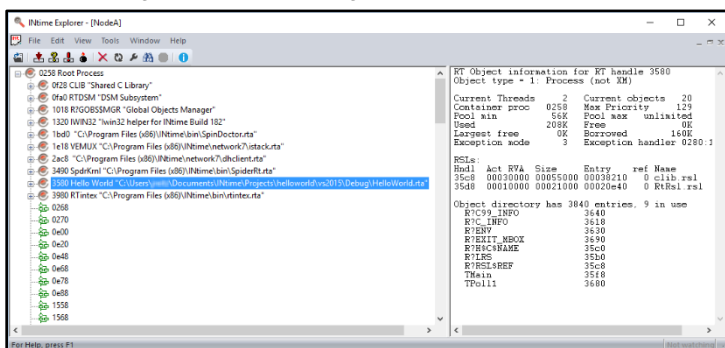 INtime Explorer - [NodeA]
File Edit View Tools Window Help
0258 Root Process
0f28 CLIB "Shared C Library"
0fa0 RTDSM "DSM Subsystem"
1018 R?GOBSSMGR "Global Objects Manager"
1320 IWIN32 "Iwin32 helper for INtime Build 182"
1bd0 "C:\Program Files (x86)\INtime\bin\SpinDoctor.rta"
1e18 VEMUX "C:\Program Files (x86)\INtime\network7\istack.rta"
2ac8 "C:\Program Files (x86)\INtime\network7\dhclient.rta"
3490 SpdrKrnl "C:\Program Files (x86)\INtime\bin\SpiderRt.rta"
3580 Hello World "C:\Users\ \Documents\INtime\Projects\helloworld\vs2015\Debug\HelloWorld.rta"
3980 RTintex "C:\Program Files (x86)\INtime\bin\rtintex.rta"
0268
0270
0e00
0e20
0e48
0e68
0e78
0e88
1558
1568
RT Object information for RT handle 3580
Object type = 1: Process (not XM)
Current Threads 2 Current objects 20
Container proc 0258 Max Priority 129
Pool min 56K Pool max unlimited
Used 208K Free 0K
Largest free 0K Borrowed 160K
Exception mode 3 Exception handler 0280:1
RSLs:
Hndl Act RVA Size Entry ref Name
35c8 00030000 00055000 00038210 0 clib.rsl
35d8 00010000 00021000 00020e40 0 RtRsl.rsl
Object directory has 3840 entries, 9 in use
R?C99_INFO 3640
R?C_INFO 3618
R?ENV 3630
R?EXIT_MBOX 3690
R?H$C$NAME 35c0
R?LRS 35b0
R?RSL$REF 35c8
TMain 35f8
TPoll1 3680
For Help, press F1
Not watching